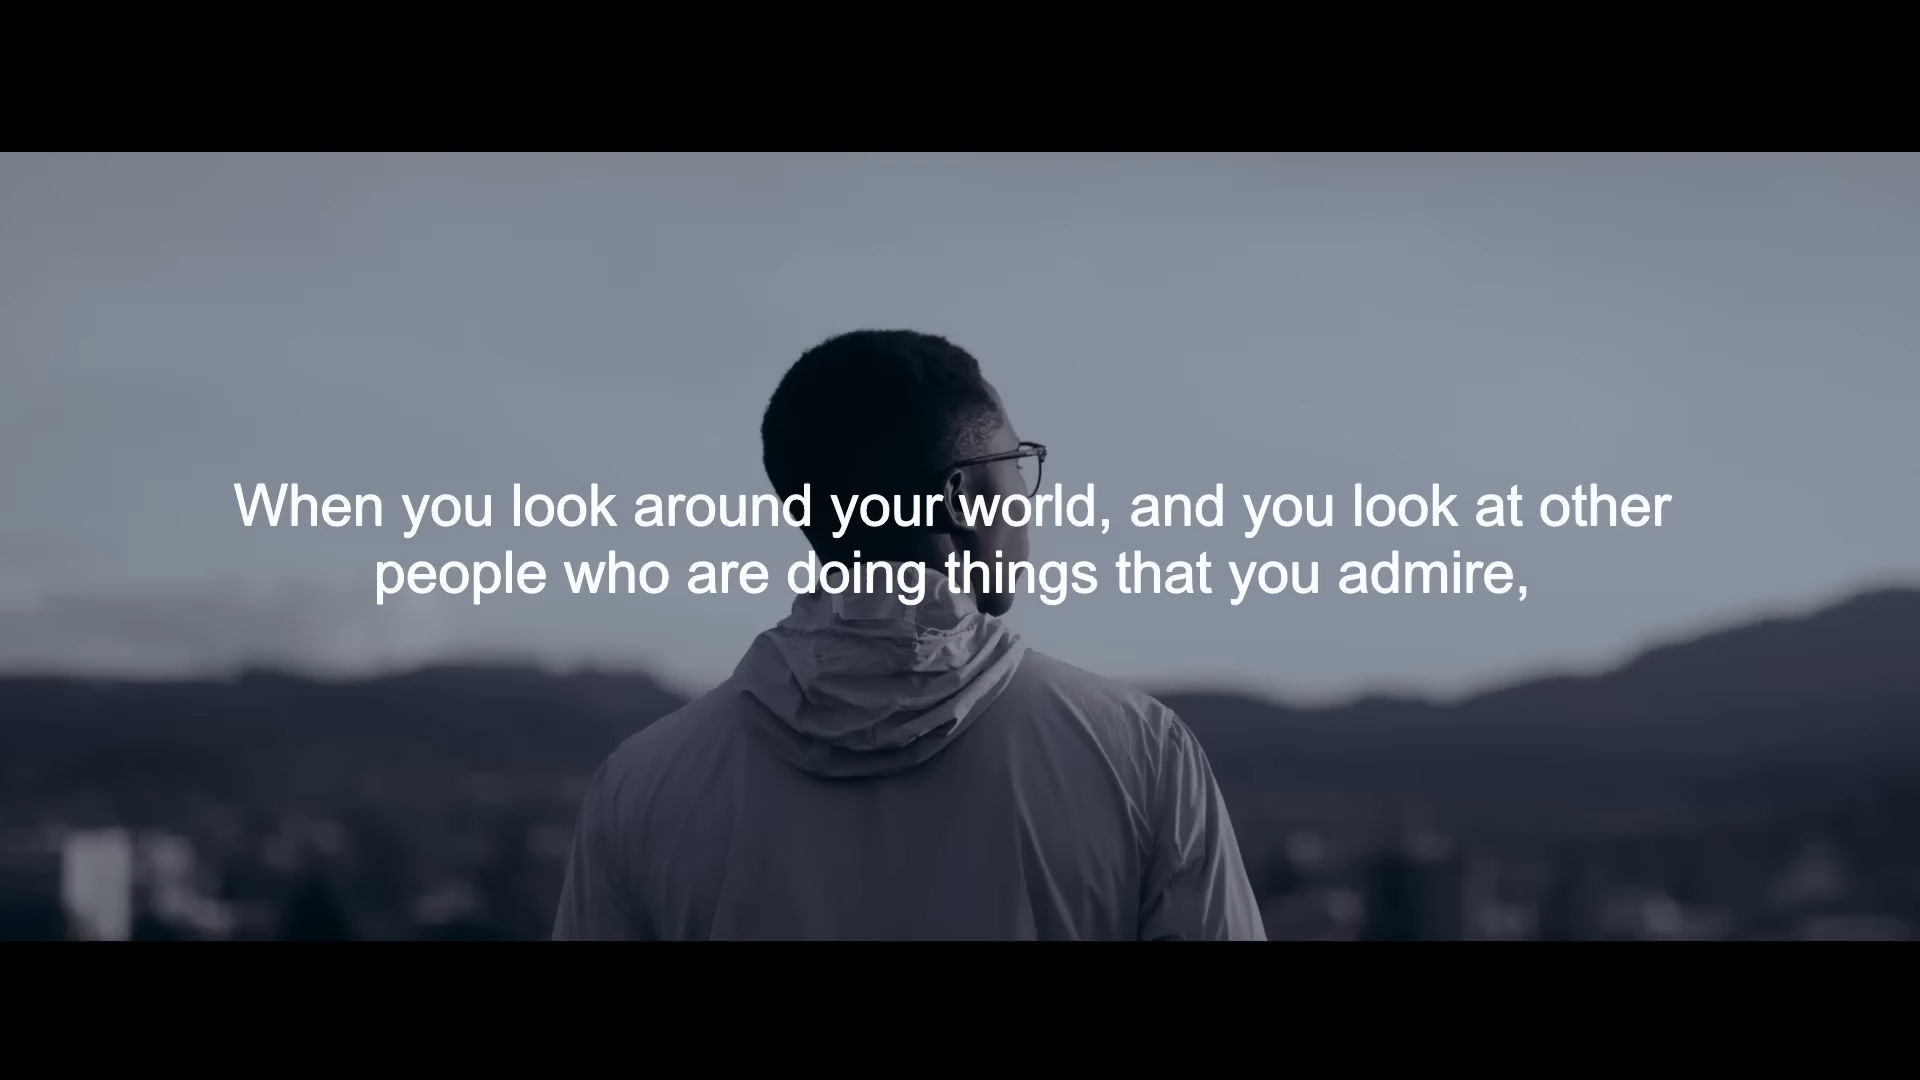 When you look around your world, and you look at other
people who are doing things that you admire,